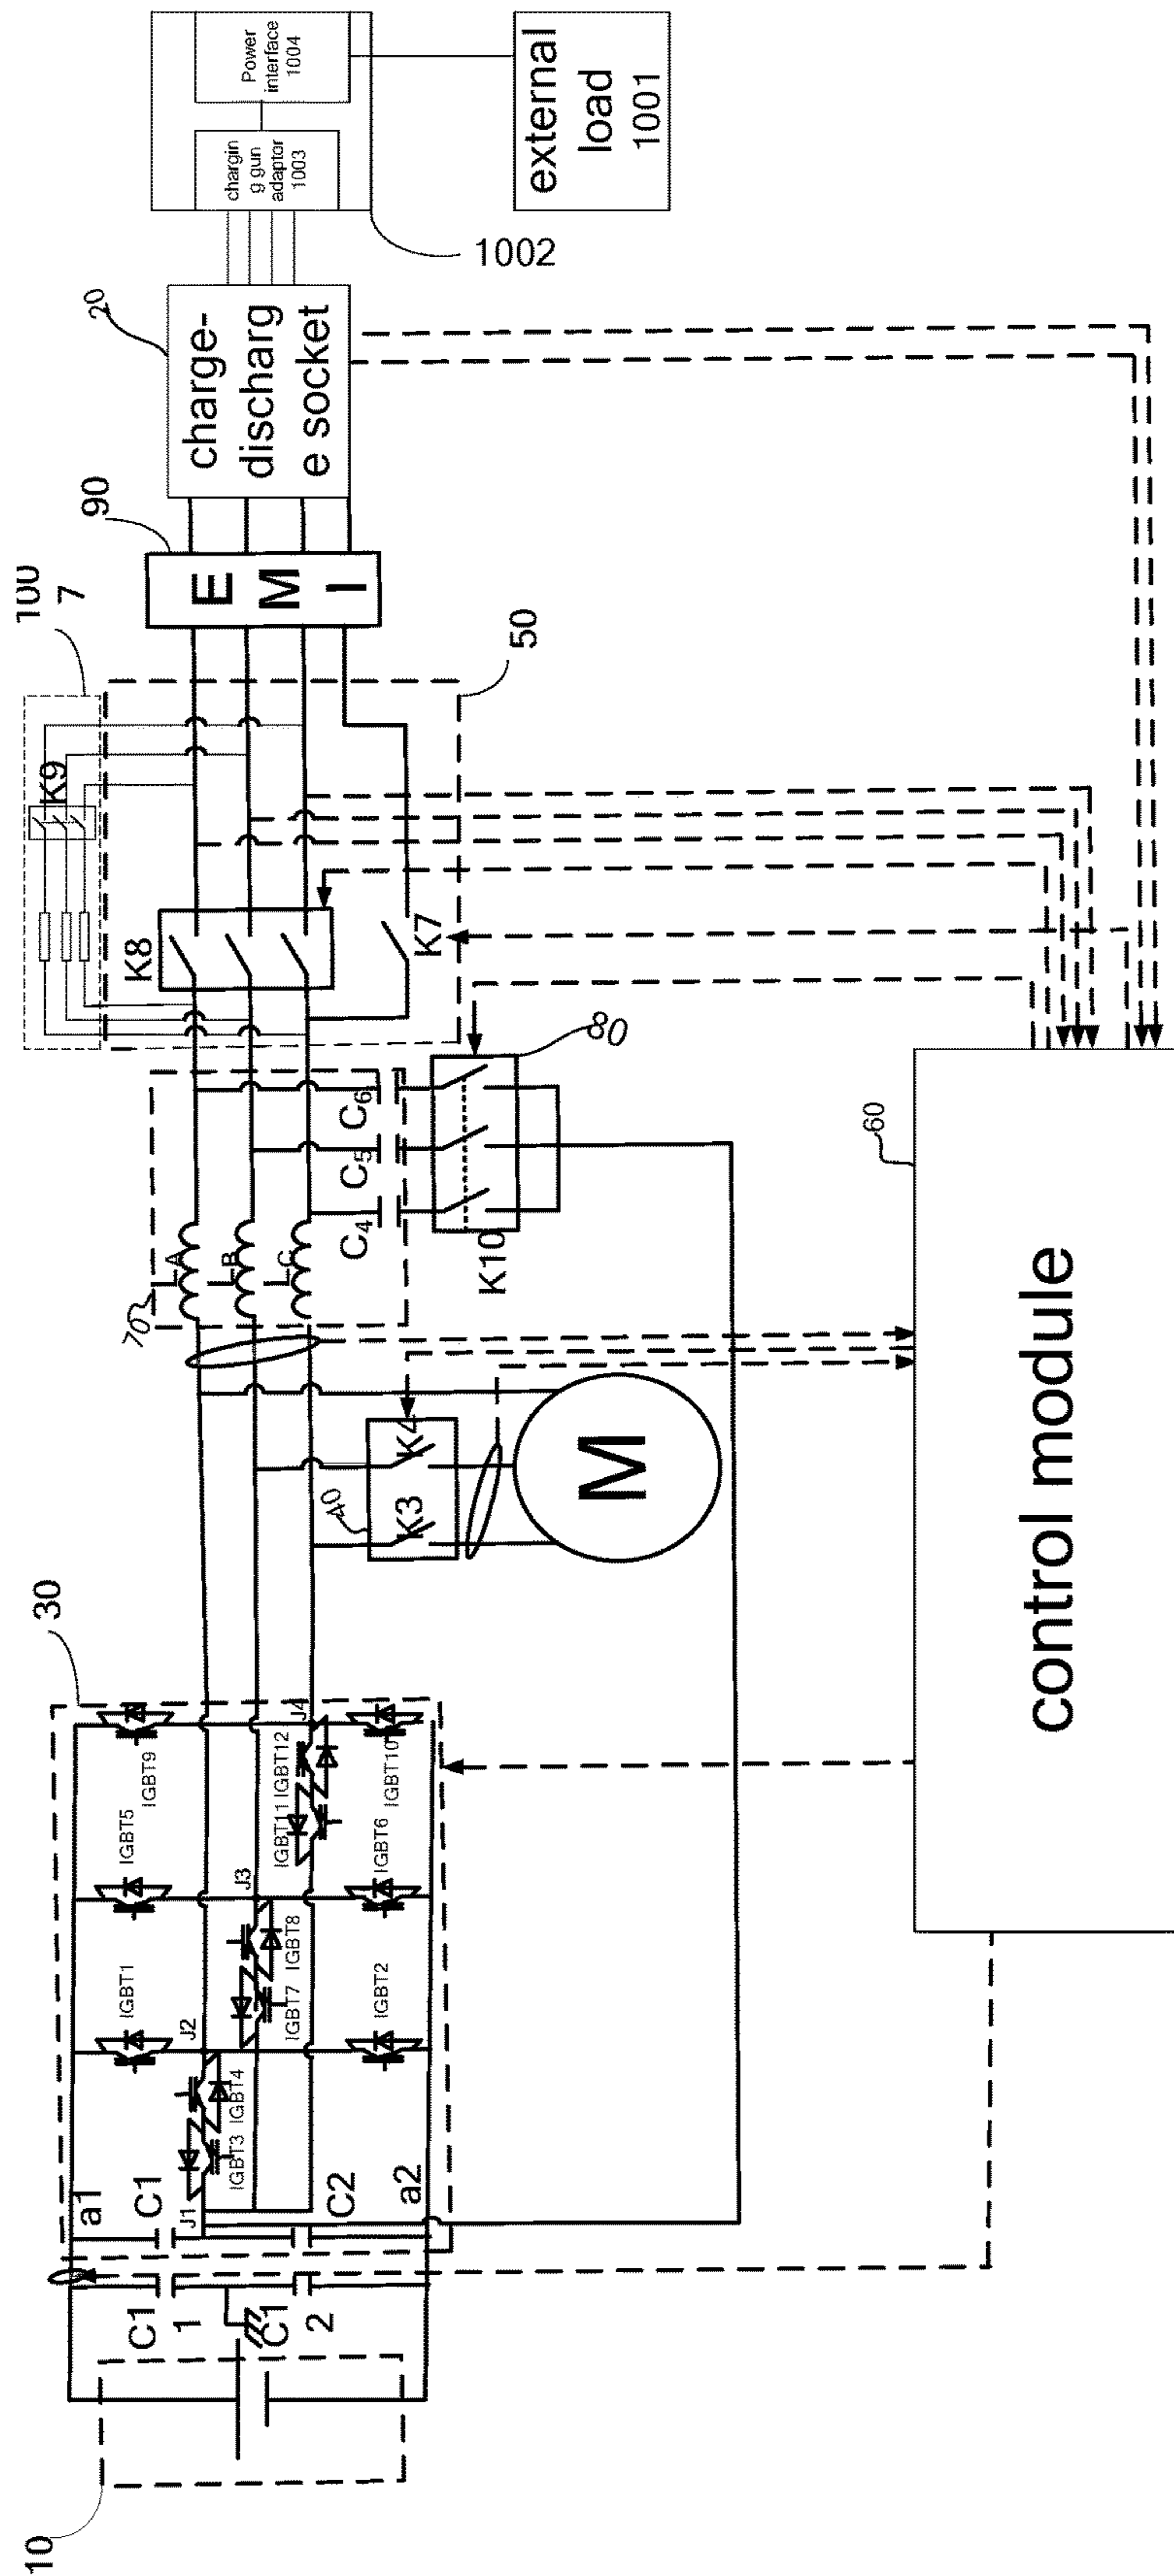 10
C1
1
C1
2
a1
C1
J1
C2
a2
IGBT3
IGBT4
J2
IGBT1
IGBT2
IGBT7
IGBT8
J3
IGBT5
IGBT6
IGBT11
IGBT12
J4
IGBT9
IGBT10
30
40
K3
K4
M
70
LA
LB
LC
C4
C5
C6
K10
80
K8
K7
K9
100
7
50
90
E
M
I
20
charge-
discharg
e socket
chargin
g gun
adaptor
1003
Power
interface
1004
1002
external
load
1001
60
control module